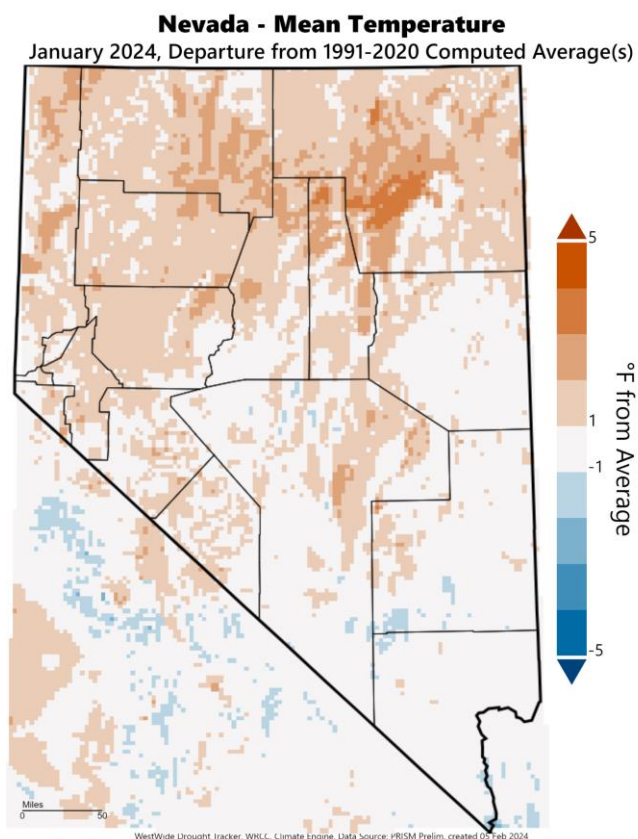 Nevada - Mean Temperature
January 2024, Departure from 1991-2020 Computed Average(s)
5
1
-1
-5
°F from Average
Miles
0 50
WestWide Drought Tracker, WRCC, Climate Engine, Data Source: PRISM Prelim, created 05 Feb 2024